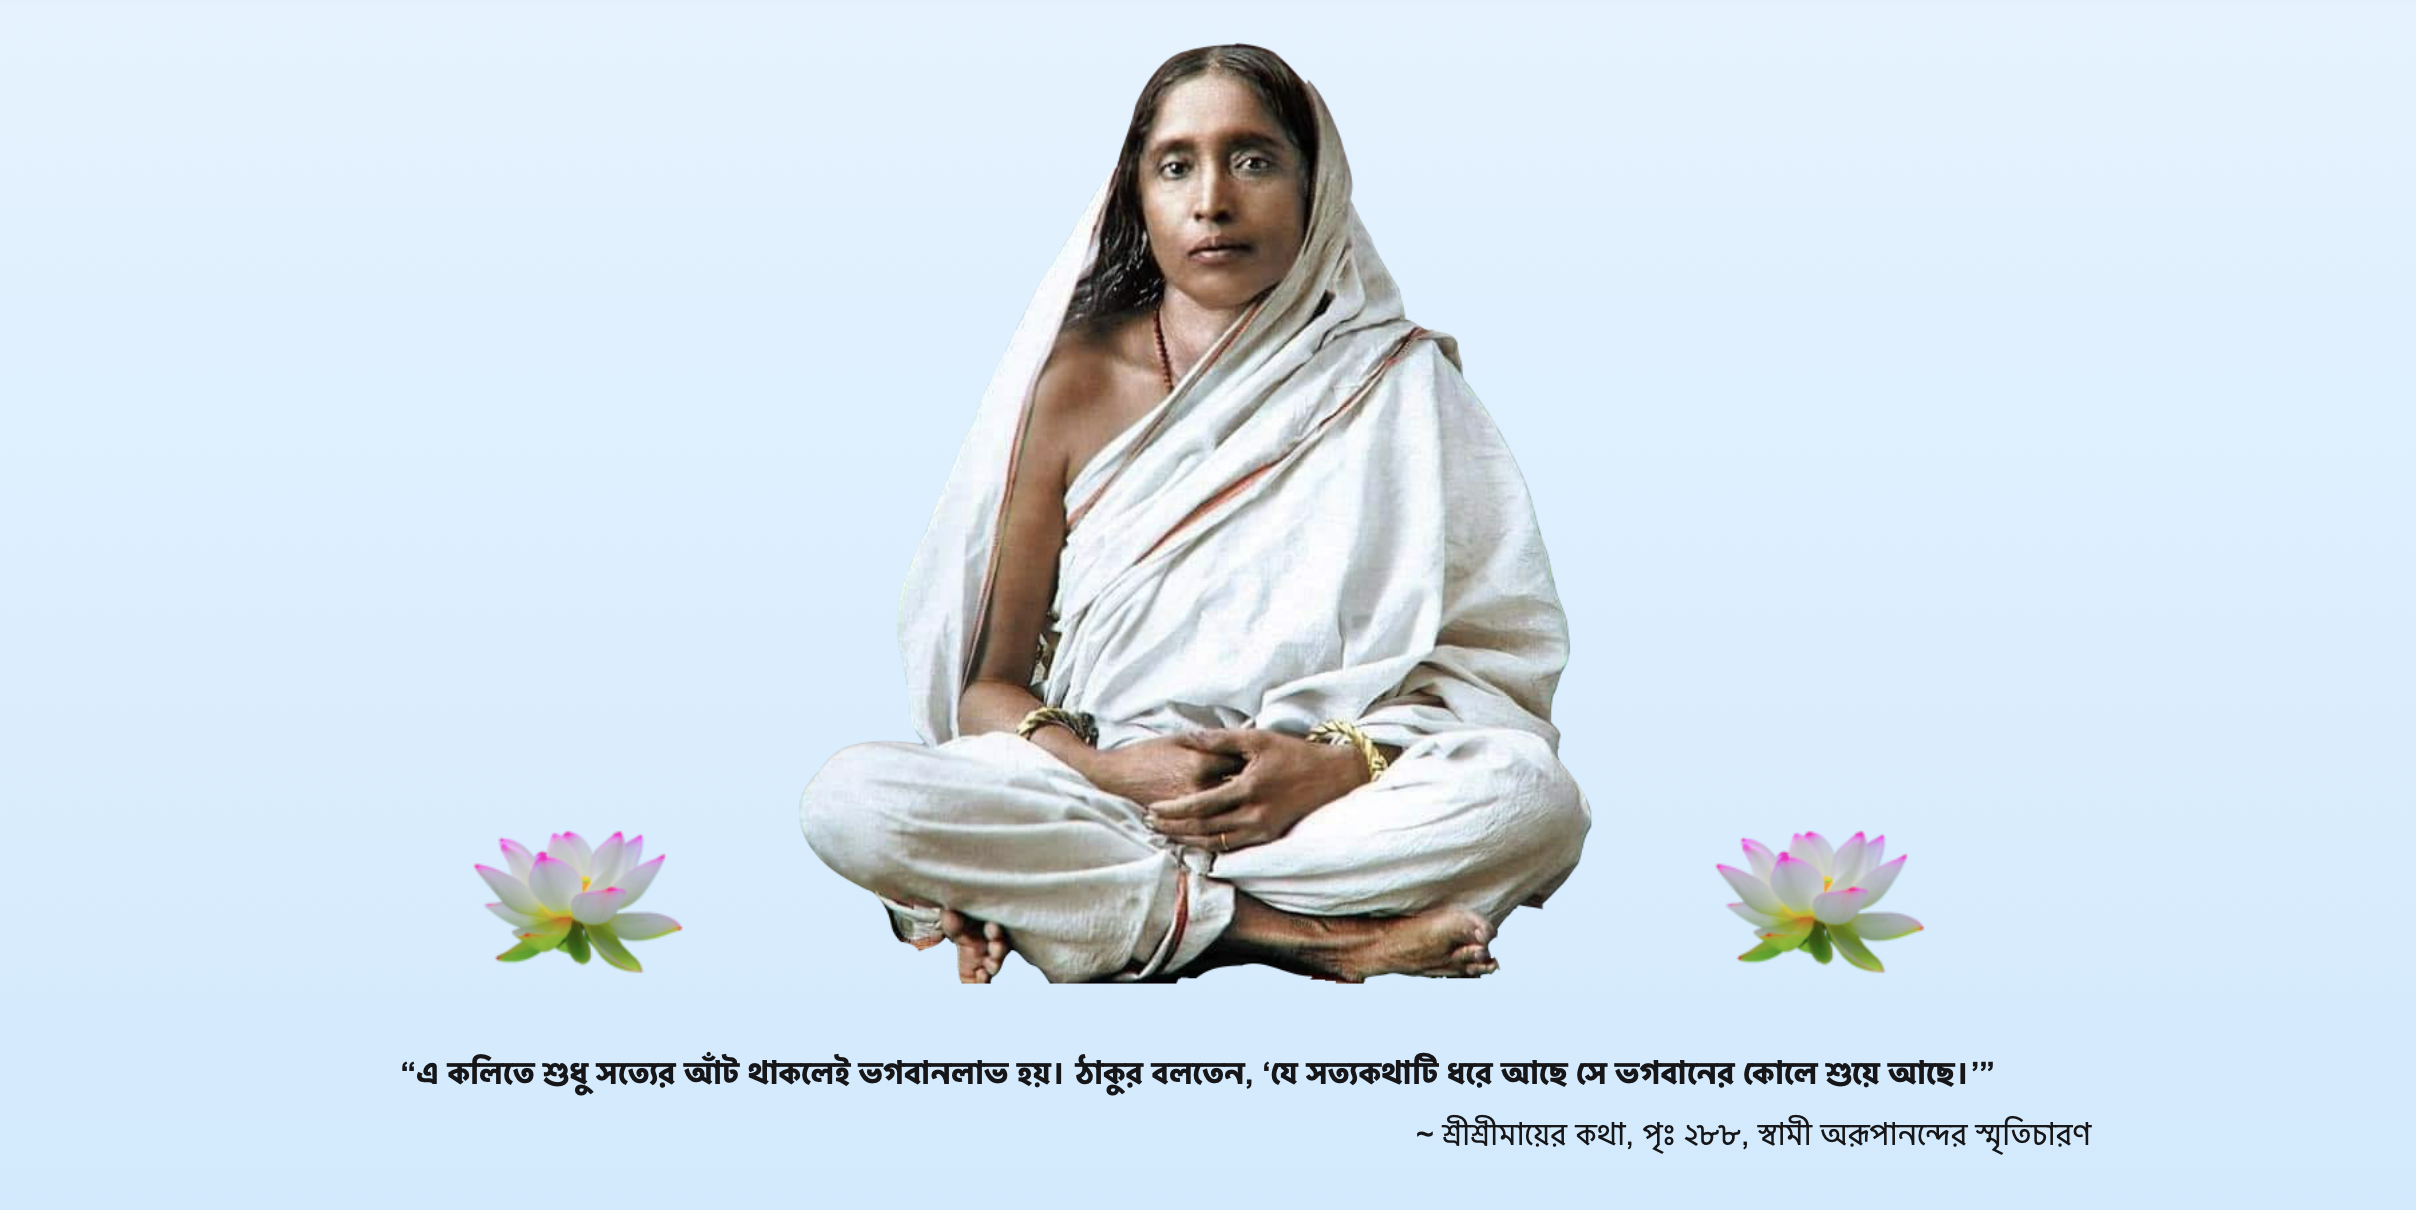 “এ কলিতে শুধু সত্যের আঁট থাকলেই ভগবানলাভ হয়। ঠাকুর বলতেন, ‘যে সত্যকথাটি ধরে আছে সে ভগবানের কোলে শুয়ে আছে।’”
~ শ্রীশ্রীমায়ের কথা, পৃঃ ২৮৮, স্বামী অরূপানন্দের স্মৃতিচারণ